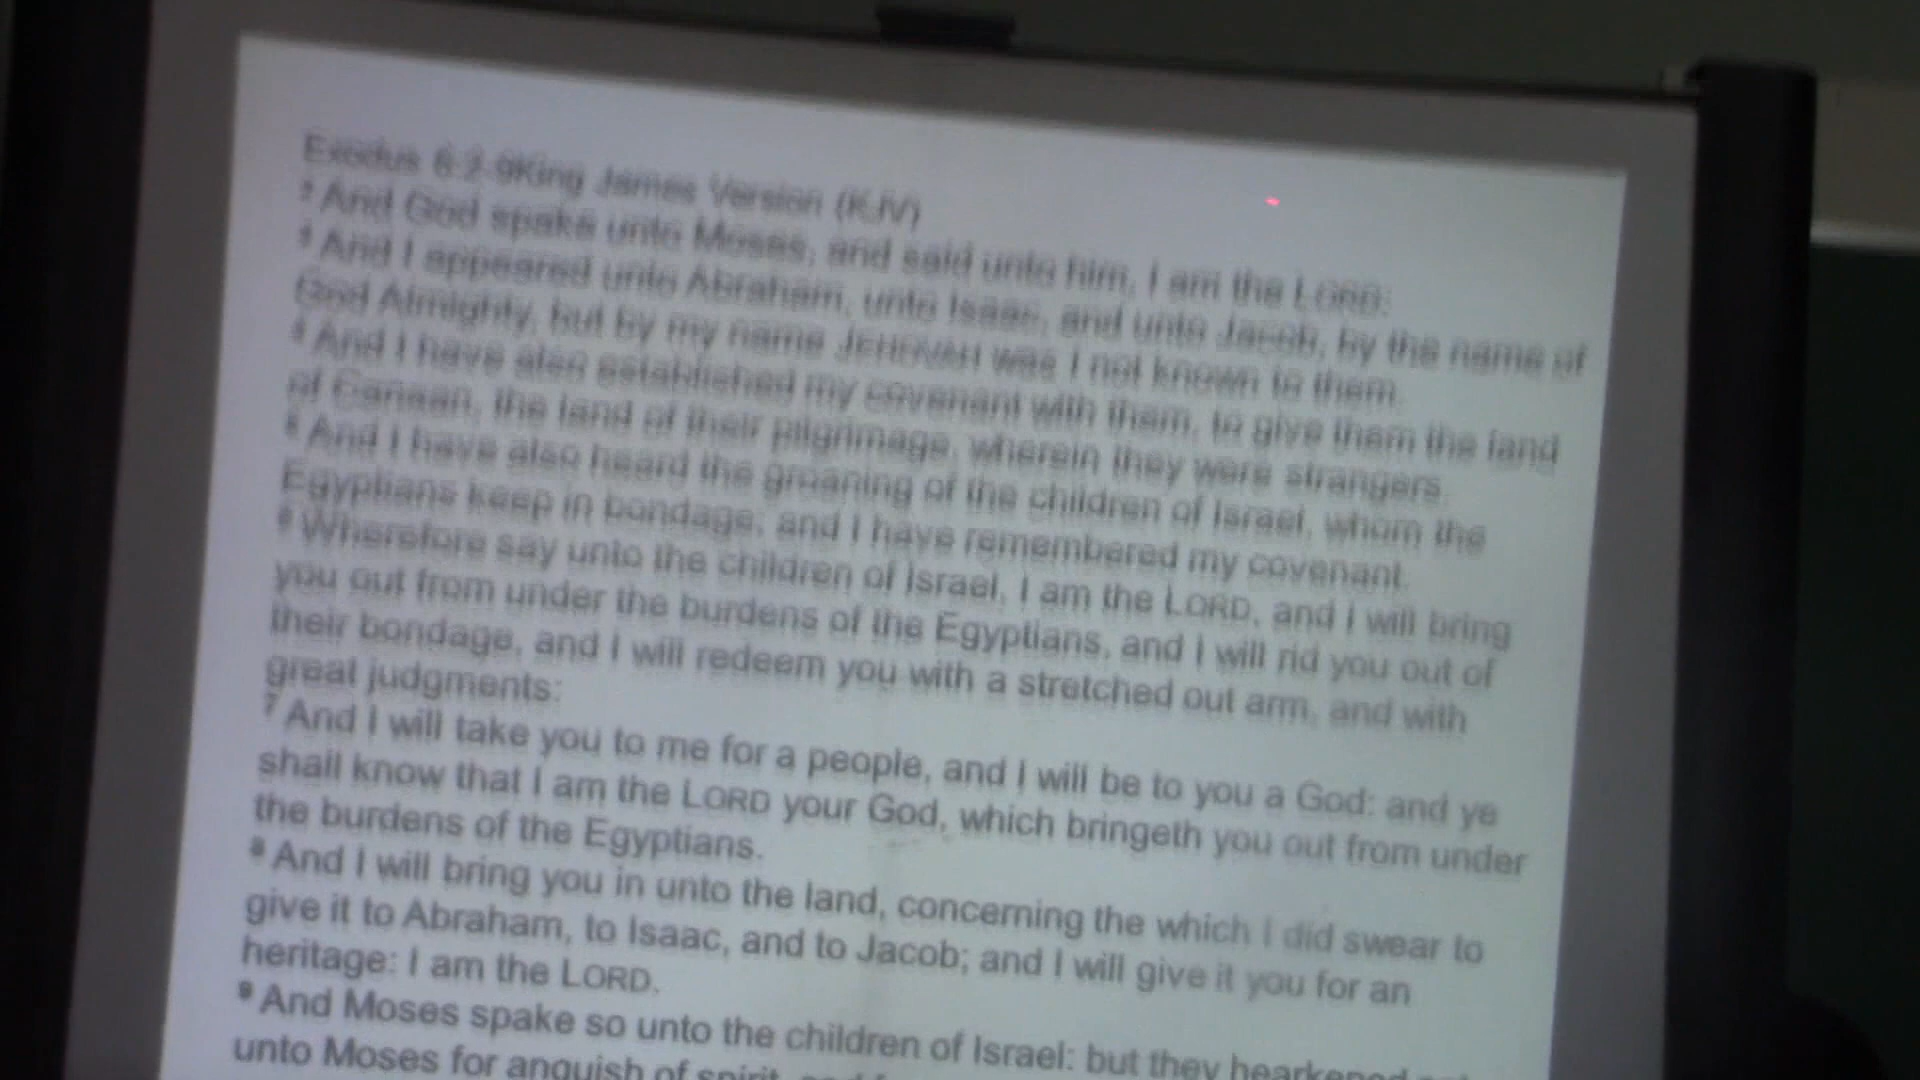 Exodus 6:2-9King James Version (KJV)
2 And God spake unto Moses, and said unto him, I am the LORD:
3 And I appeared unto Abraham, unto Isaac, and unto Jacob, by the name of
God Almighty, but by my name JEHOVAH was I not known to them.
4 And I have also established my covenant with them, to give them the land
of Canaan, the land of their pilgrimage, wherein they were strangers.
5 And I have also heard the groaning of the children of Israel, whom the
Egyptians keep in bondage; and I have remembered my covenant.
6 Wherefore say unto the children of Israel, I am the LORD, and I will bring
you out from under the burdens of the Egyptians, and I will rid you out of
their bondage, and I will redeem you with a stretched out arm, and with
great judgments:
7 And I will take you to me for a people, and I will be to you a God: and ye
shall know that I am the LORD your God, which bringeth you out from under
the burdens of the Egyptians.
8 And I will bring you in unto the land, concerning the which I did swear to
give it to Abraham, to Isaac, and to Jacob; and I will give it you for an
heritage: I am the LORD.
9 And Moses spake so unto the children of Israel: but they hearkened
unto Moses for anguish of spirit,